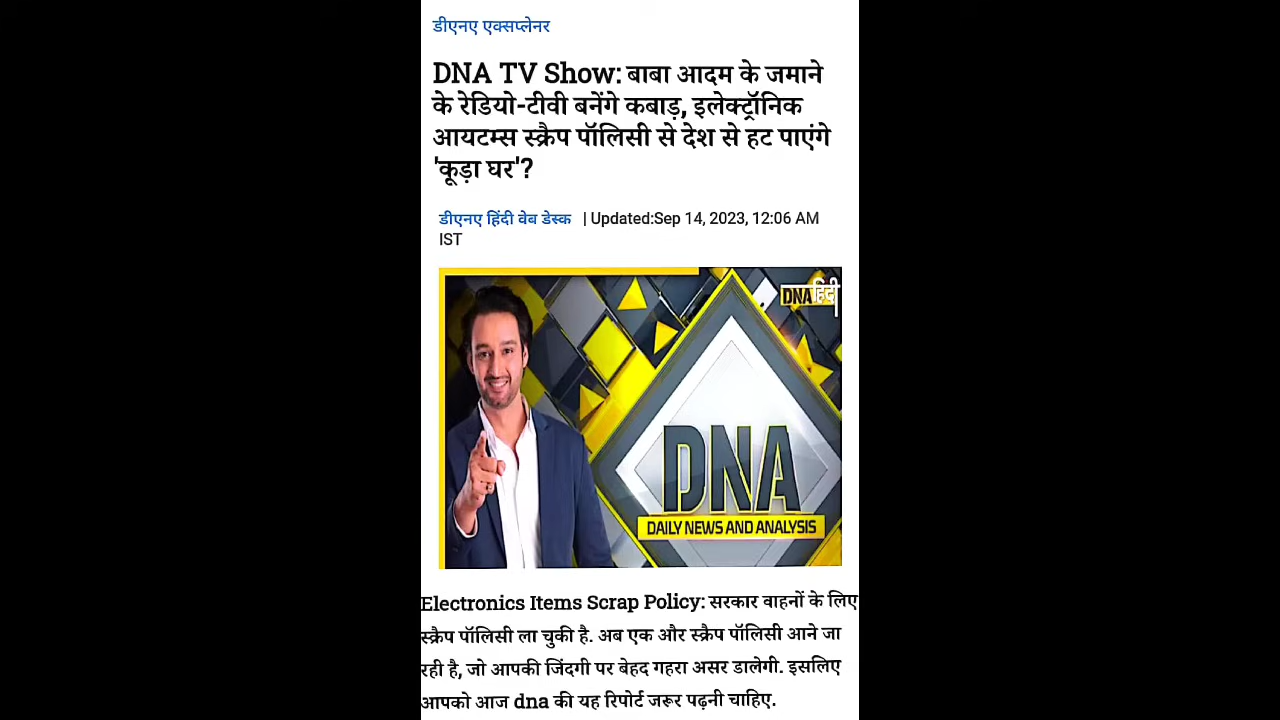 डीएनए एक्सप्लेनर
DNA TV Show: बाबा आदम के जमाने
के रेडियो-टीवी बनेंगे कबाड़, इलेक्ट्रॉनिक
आयटम्स स्क्रैप पॉलिसी से देश से हट पाएंगे
'कूड़ा घर'?
डीएनए हिंदी वेब डेस्क | Updated:Sep 14, 2023, 12:06 AM
IST
DNA हिंदी
DNA
DAILY NEWS AND ANALYSIS
Electronics Items Scrap Policy: सरकार वाहनों के लिए
स्क्रैप पॉलिसी ला चुकी है. अब एक और स्क्रैप पॉलिसी आने जा
रही है, जो आपकी जिंदगी पर बेहद गहरा असर डालेगी. इसलिए
आपको आज dna की यह रिपोर्ट जरूर पढ़नी चाहिए.